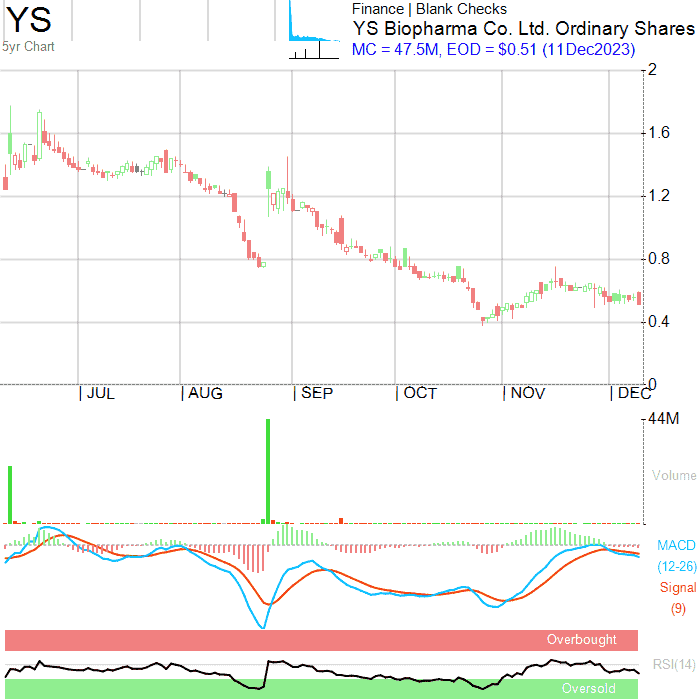 YS
5yr Chart
Finance | Blank Checks
YS Biopharma Co. Ltd. Ordinary Shares
MC = 47.5M, EOD = $0.51 (11Dec2023)
2
1.6
1.2
0.8
0.4
0
JUL AUG SEP OCT NOV DEC
44M
Volume
MACD
(12-26)
Signal
(9)
Overbought
RSI(14)
Oversold